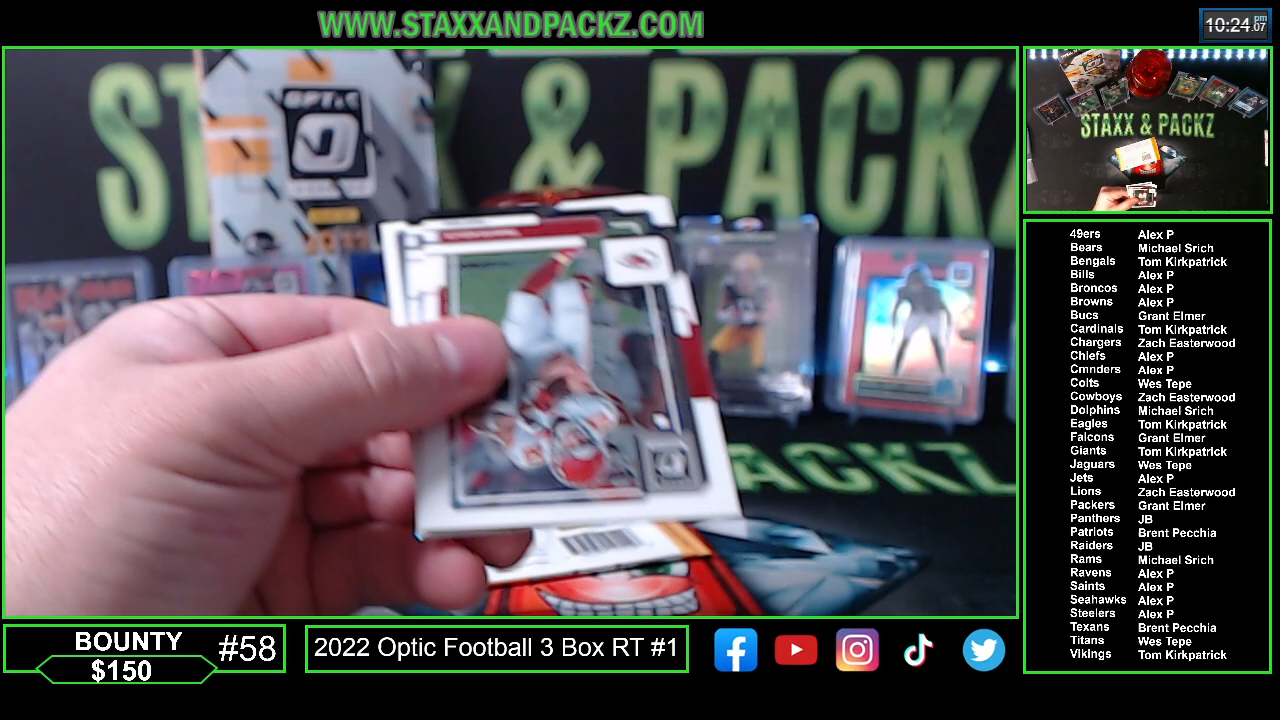 WWW.STAXXANDPACKZ.COM
10:24 pm .07
STAXX & PACKZ
49ers Alex P
Bears Michael Srich
Bengals Tom Kirkpatrick
Bills Alex P
Broncos Alex P
Browns Alex P
Bucs Grant Elmer
Cardinals Tom Kirkpatrick
Chargers Zach Easterwood
Chiefs Alex P
Cmnders Alex P
Colts Wes Tepe
Cowboys Zach Easterwood
Dolphins Michael Srich
Eagles Tom Kirkpatrick
Falcons Grant Elmer
Giants Tom Kirkpatrick
Jaguars Wes Tepe
Jets Alex P
Lions Zach Easterwood
Packers Grant Elmer
Panthers JB
Patriots Brent Pecchia
Raiders JB
Rams Michael Srich
Ravens Alex P
Saints Alex P
Seahawks Alex P
Steelers Alex P
Texans Brent Pecchia
Titans Wes Tepe
Vikings Tom Kirkpatrick
ST & PACKZ
ACKZ
BOUNTY #58
$150
2022 Optic Football 3 Box RT #1